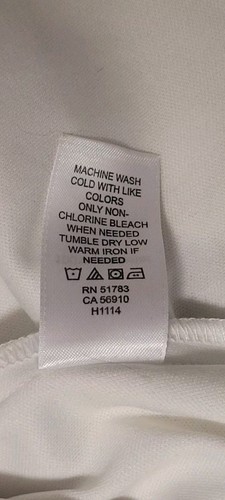 MACHINE WASH
COLD WITH LIKE
COLORS
ONLY NON-
CHLORINE BLEACH
WHEN NEEDED
TUMBLE DRY LOW
WARM IRON IF
NEEDED
RN 51783
CA 56910
H1114